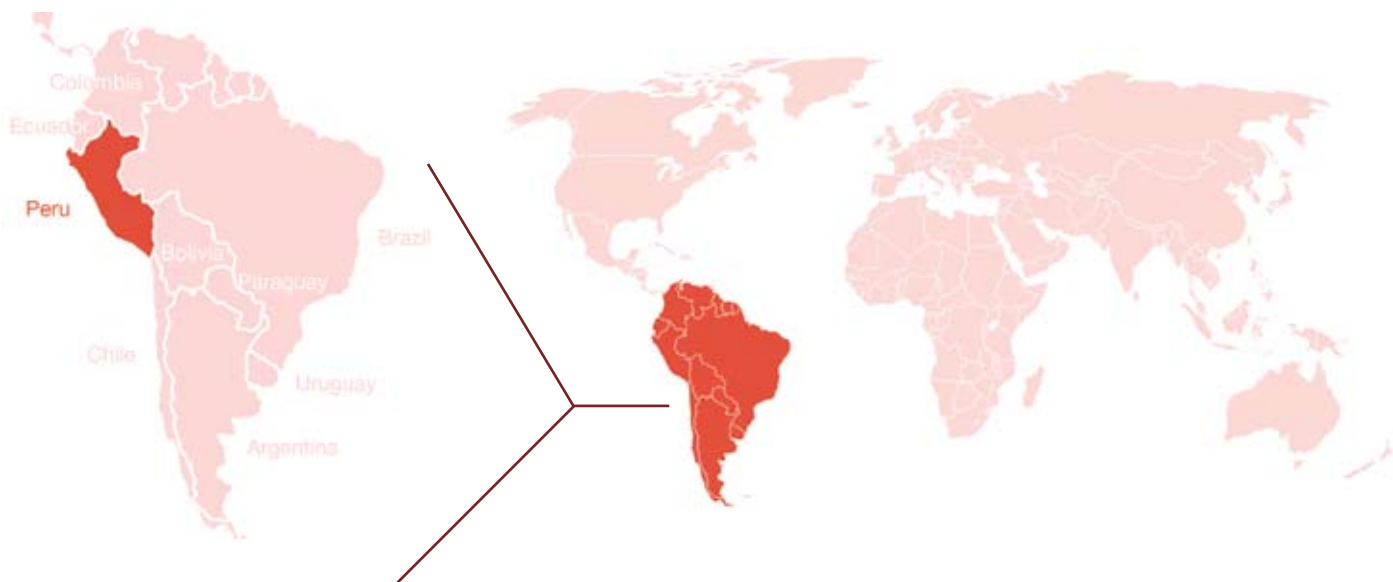 Colombia
Ecuador
Peru
Brazil
Bolivia
Paraguay
Chile
Uruguay
Argentina